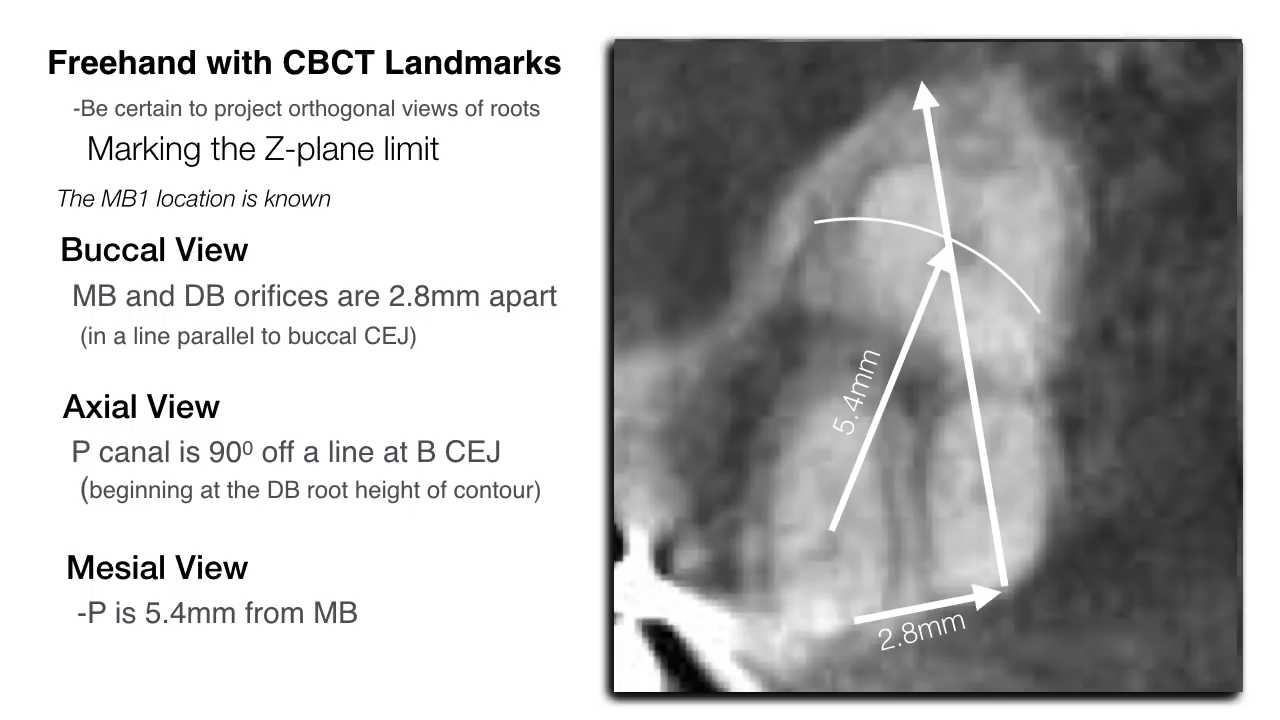 Freehand with CBCT Landmarks
-Be certain to project orthogonal views of roots
Marking the Z-plane limit
The MB1 location is known
Buccal View
MB and DB orifices are 2.8mm apart
(in a line parallel to buccal CEJ)
Axial View
P canal is 90⁰ off a line at B CEJ
(beginning at the DB root height of contour)
Mesial View
-P is 5.4mm from MB
5.4mm
2.8mm